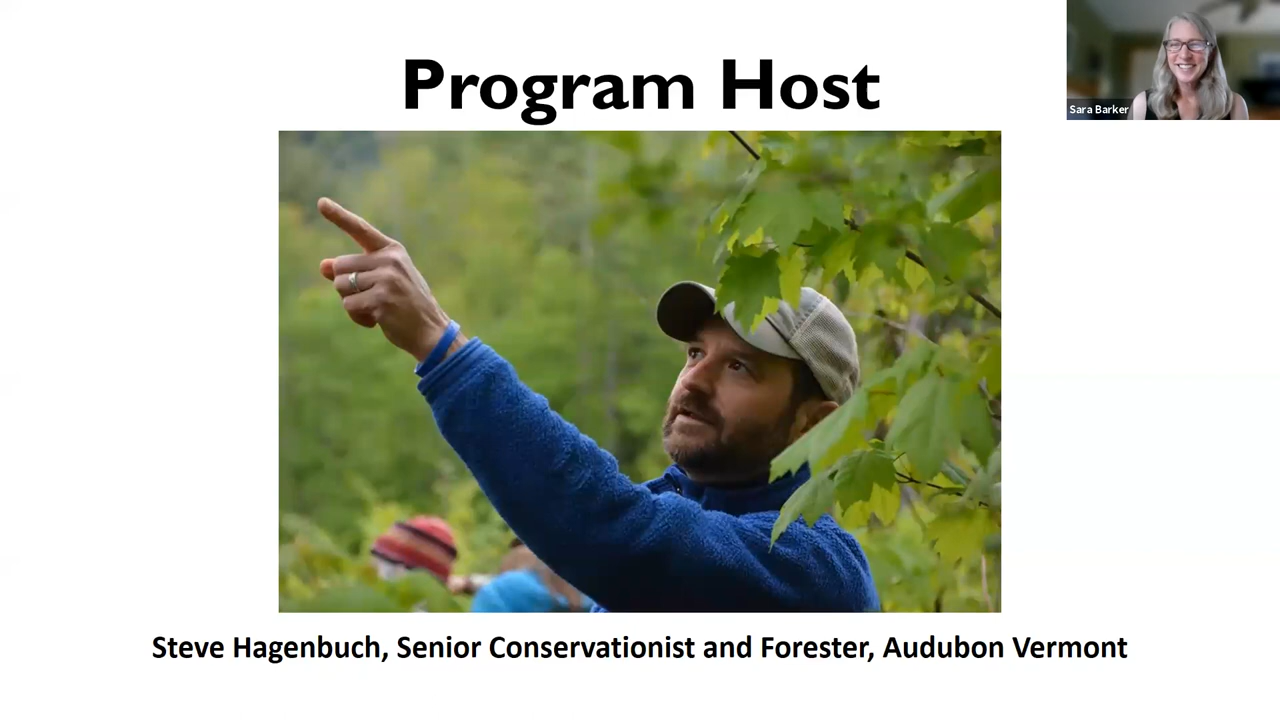 Program Host
Sara Barker
Steve Hagenbuch, Senior Conservationist and Forester, Audubon Vermont